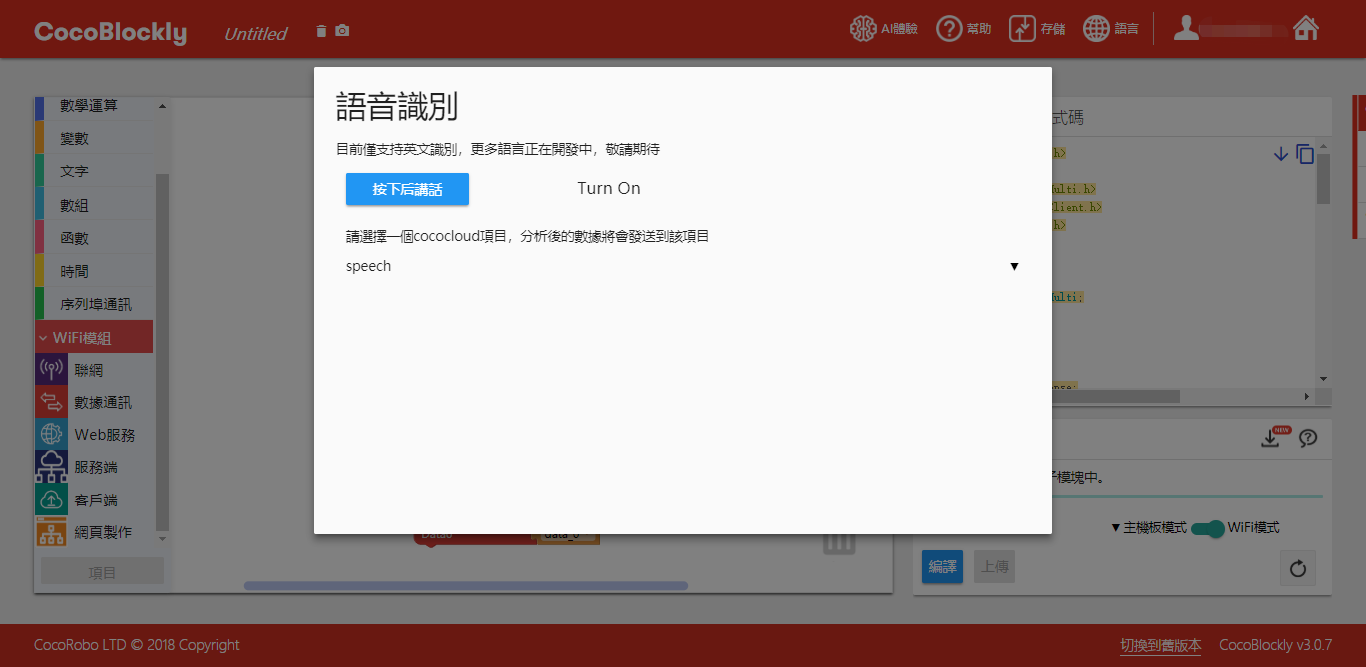 CocoBlockly
Untitled
AI體驗
幫助
存儲
語言
語音識別
目前僅支持英文識別，更多語言正在開發中，敬請期待
按下后講話
Turn On
請選擇一個cococloud項目，分析後的數據將會發送到該項目
speech
數學運算
變數
文字
數組
函數
時間
序列埠通訊
WiFi模組
聯網
數據通訊
Web服務
服務端
客戶端
網頁製作
項目
data_0
式碼
h>
ulti.h>
lient.h>
h>
ulti;
NEW
模塊中。
主機板模式
WiFi模式
編譯
上傳
CocoRobo LTD © 2018 Copyright
切換到舊版本
CocoBlockly v3.0.7